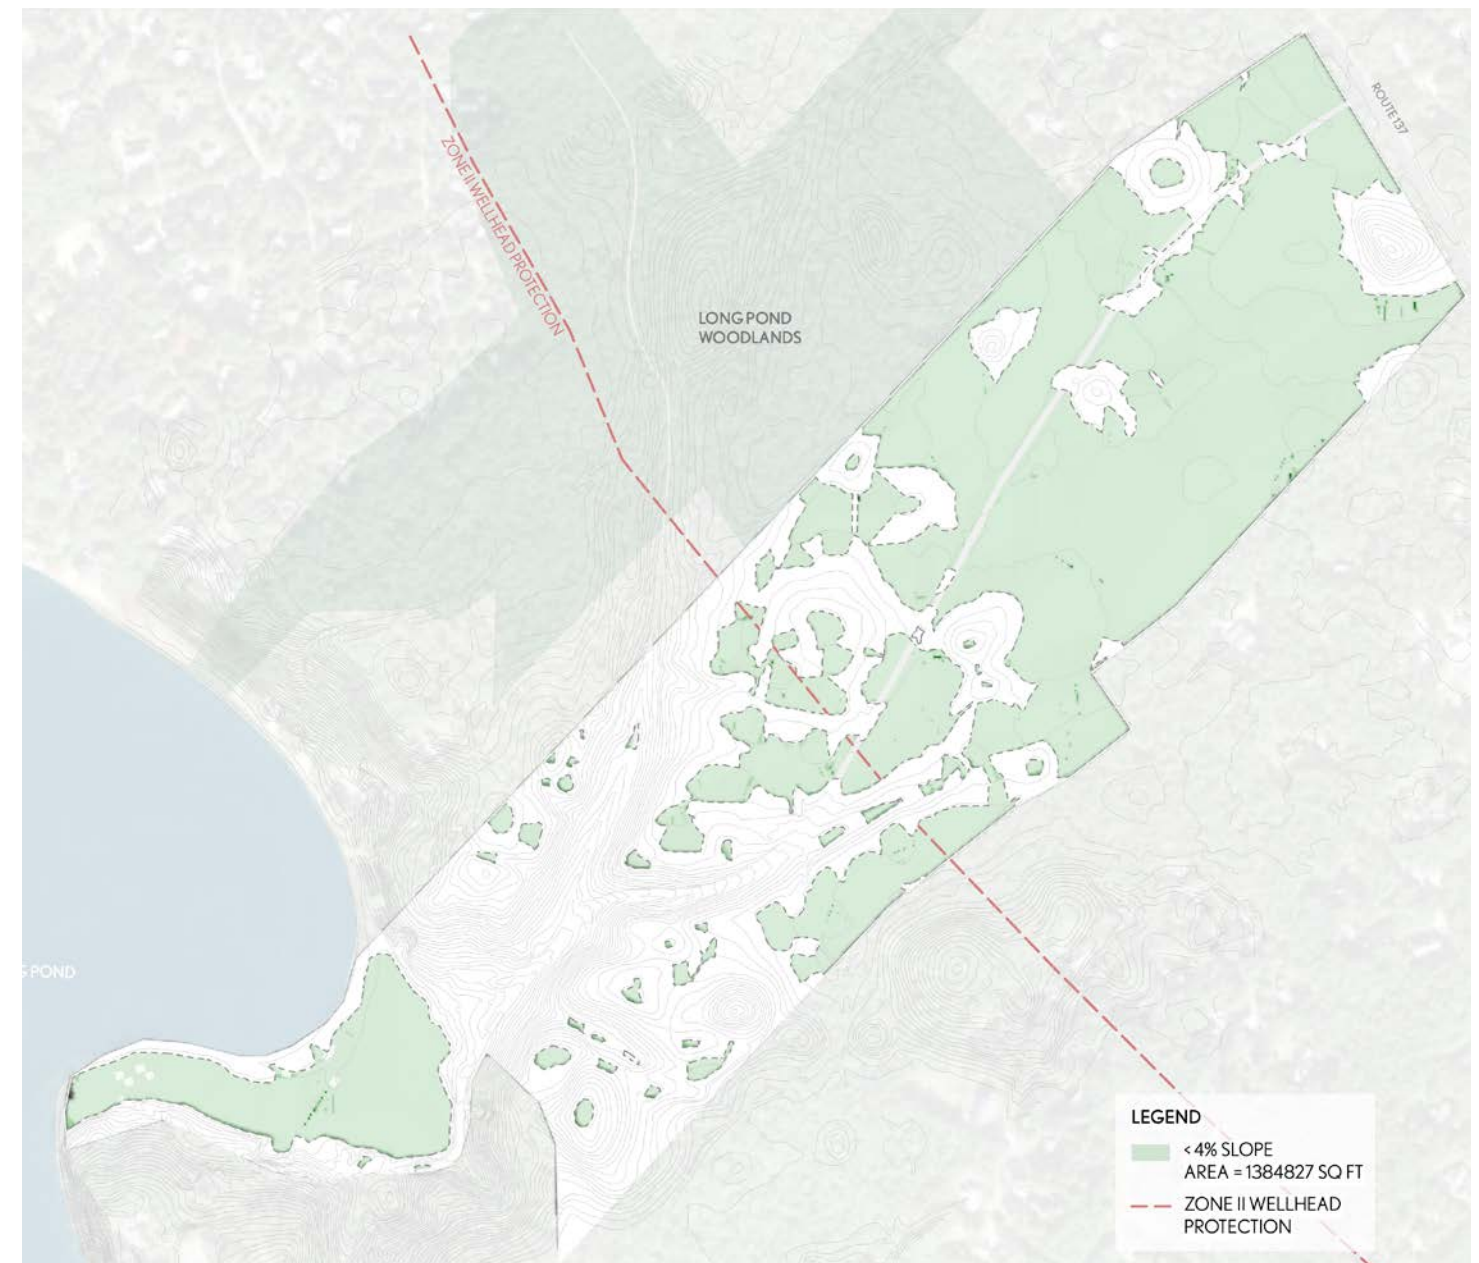 ROUTE 137
ZONE II WELLHEAD PROTECTION
LONG POND
WOODLANDS
G POND
LEGEND
< 4% SLOPE
AREA = 1384827 SQ FT
ZONE II WELLHEAD
PROTECTION